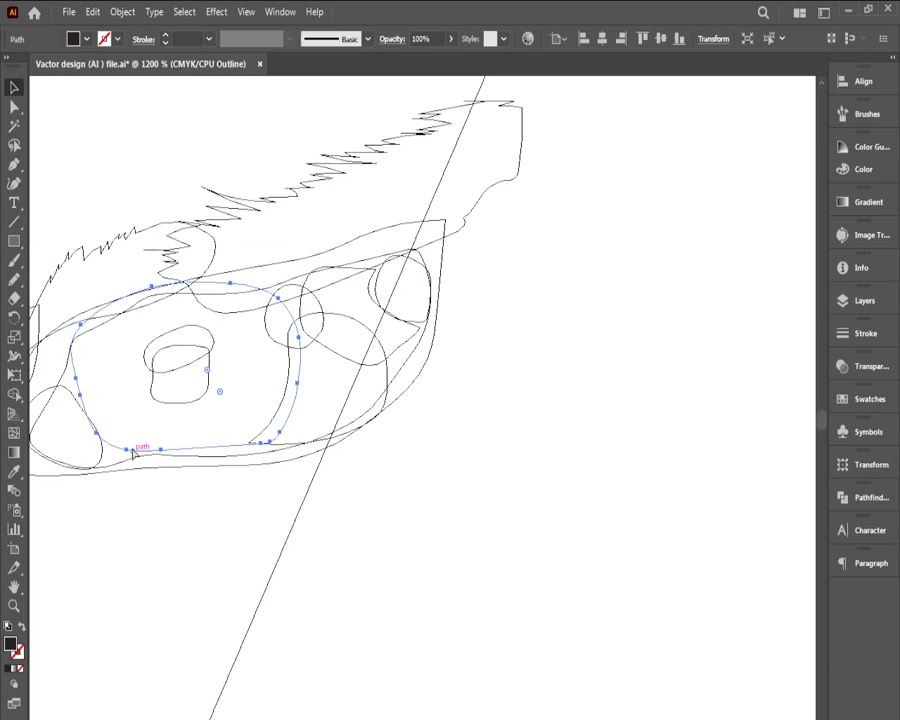 Ai File Edit Object Type Select Effect View Window Help
Path Stroke: Basic Opacity: 100% Style: Transform
Vactor design (AI ) file.ai* @ 1200 % (CMYK/CPU Outline) ×
Align
Brushes
Color Gu...
Color
Gradient
Image Tr...
Info
Layers
Stroke
Transpar...
Swatches
Symbols
Transform
Pathfind...
Character
Paragraph
path